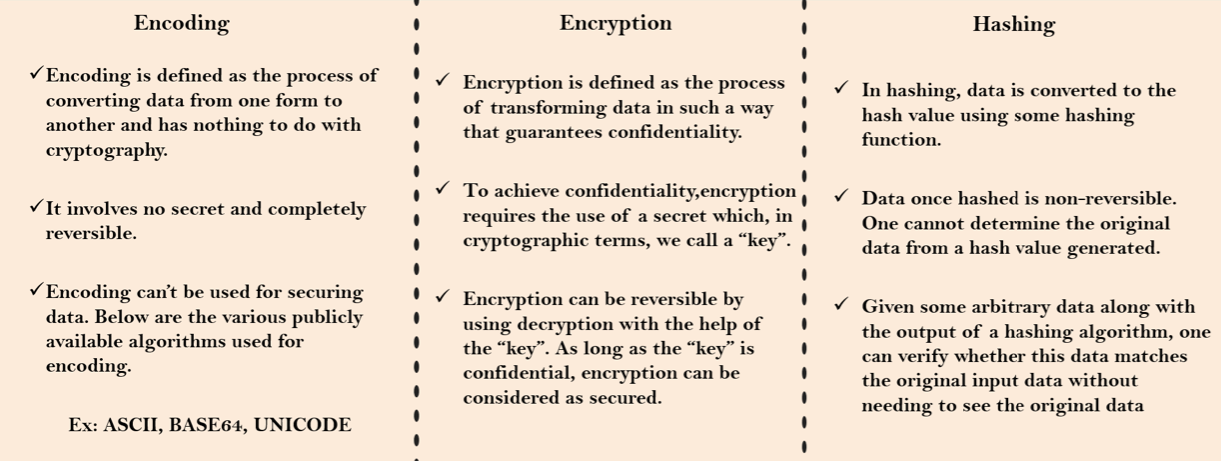 Encoding
✓Encoding is defined as the process of
converting data from one form to
another and has nothing to do with
cryptography.
✓It involves no secret and completely
reversible.
✓Encoding can't be used for securing
data. Below are the various publicly
available algorithms used for
encoding.
Ex: ASCII, BASE64, UNICODE
Encryption
✓ Encryption is defined as the process
of transforming data in such a way
that guarantees confidentiality.
✓ To achieve confidentiality,encryption
requires the use of a secret which, in
cryptographic terms, we call a “key”.
✓ Encryption can be reversible by
using decryption with the help of
the “key”. As long as the “key” is
confidential, encryption can be
considered as secured.
Hashing
✓ In hashing, data is converted to the
hash value using some hashing
function.
✓ Data once hashed is non-reversible.
One cannot determine the original
data from a hash value generated.
✓ Given some arbitrary data along with
the output of a hashing algorithm, one
can verify whether this data matches
the original input data without
needing to see the original data